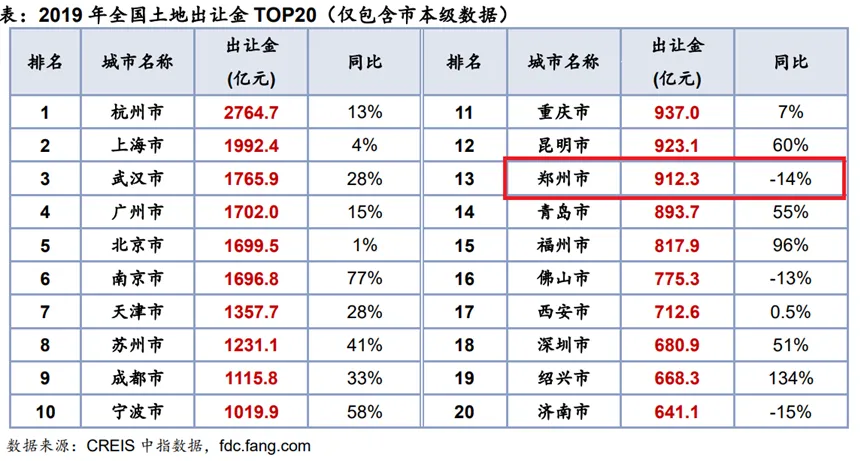 表：2019 年全国土地出让金 TOP20（仅包含市本级数据）
排名 城市名称 出让金 (亿元) 同比 排名 城市名称 出让金 (亿元) 同比
1 杭州市 2764.7 13% 11 重庆市 937.0 7%
2 上海市 1992.4 4% 12 昆明市 923.1 60%
3 武汉市 1765.9 28% 13 郑州市 912.3 -14%
4 广州市 1702.0 15% 14 青岛市 893.7 55%
5 北京市 1699.5 1% 15 福州市 817.9 96%
6 南京市 1696.8 77% 16 佛山市 775.3 -13%
7 天津市 1357.7 28% 17 西安市 712.6 0.5%
8 苏州市 1231.1 41% 18 深圳市 680.9 51%
9 成都市 1115.8 33% 19 绍兴市 668.3 134%
10 宁波市 1019.9 58% 20 济南市 641.1 -15%
数据来源：CREIS 中指数据，fdc.fang.com